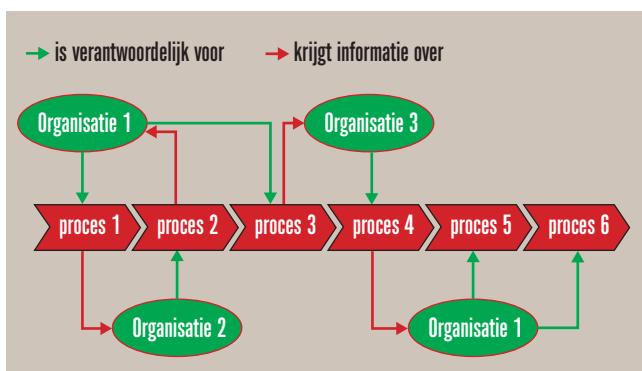 is verantwoordelijk voor
krijgt informatie over
Organisatie 1
Organisatie 3
proces 1
proces 2
proces 3
proces 4
proces 5
proces 6
Organisatie 2
Organisatie 1